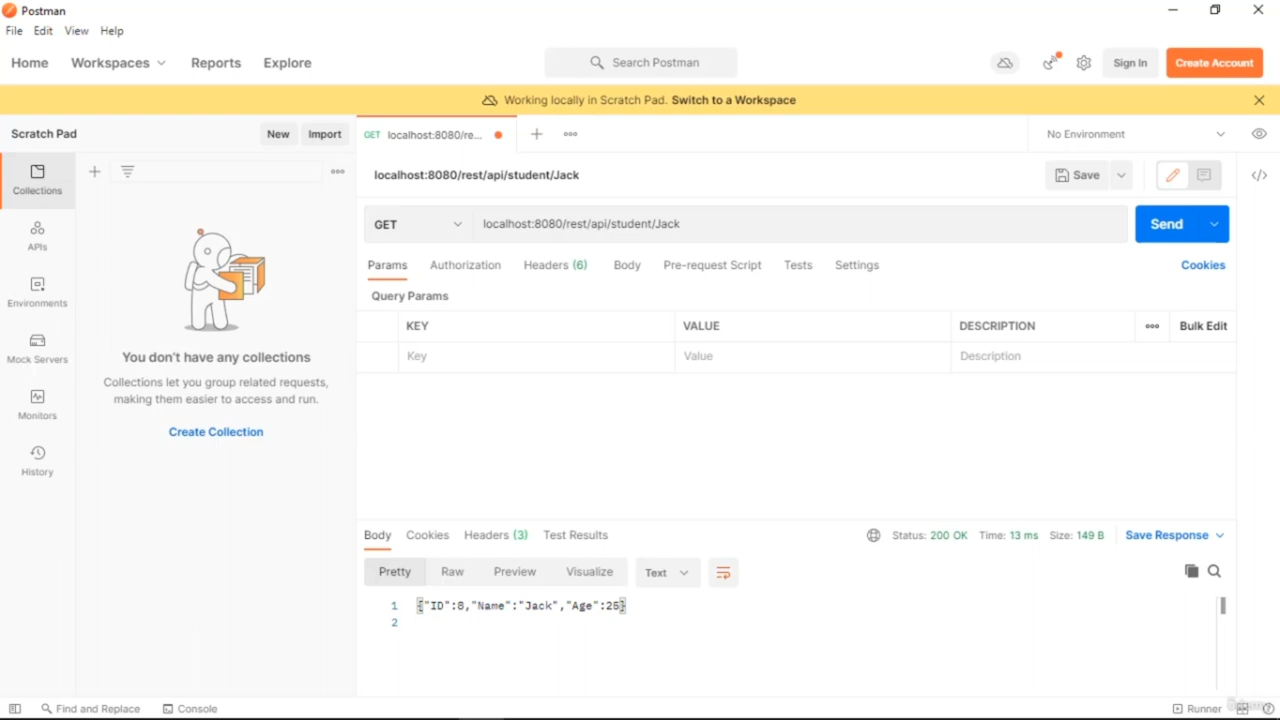 Postman
File Edit View Help
Home Workspaces Reports Explore
Search Postman
Sign In
Create Account
Working locally in Scratch Pad. Switch to a Workspace
Scratch Pad
New
Import
GET localhost:8080/re...
No Environment
Collections
APIs
Environments
Mock Servers
Monitors
History
You don't have any collections
Collections let you group related requests,
making them easier to access and run.
Create Collection
localhost:8080/rest/api/student/Jack
Save
GET
localhost:8080/rest/api/student/Jack
Send
Params Authorization Headers (6) Body Pre-request Script Tests Settings Cookies
Query Params
KEY VALUE DESCRIPTION Bulk Edit
Key Value Description
Body Cookies Headers (3) Test Results
Status: 200 OK Time: 13 ms Size: 149 B Save Response
Pretty Raw Preview Visualize Text
1 {"ID":8,"Name":"Jack","Age":25}
2
Find and Replace Console
Runner